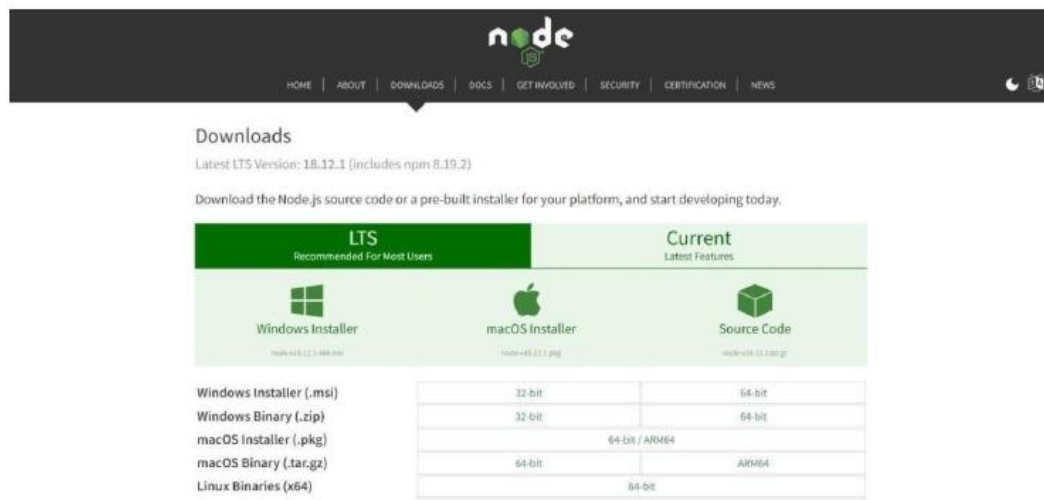 node
JS
HOME | ABOUT | DOWNLOADS | DOCS | GET INVOLVED | SECURITY | CERTIFICATION | NEWS
Downloads
Latest LTS Version: 18.12.1 (includes npm 8.19.2)
Download the Node.js source code or a pre-built installer for your platform, and start developing today.
LTS Current
Recommended For Most Users Latest Features
Windows Installer macOS Installer Source Code
Windows Installer (.msi) 32-bit 64-bit
Windows Binary (.zip) 32-bit 64-bit
macOS Installer (.pkg) 64-bit / ARM64
macOS Binary (.tar.gz) 64-bit ARM64
Linux Binaries (x64) 64-bit